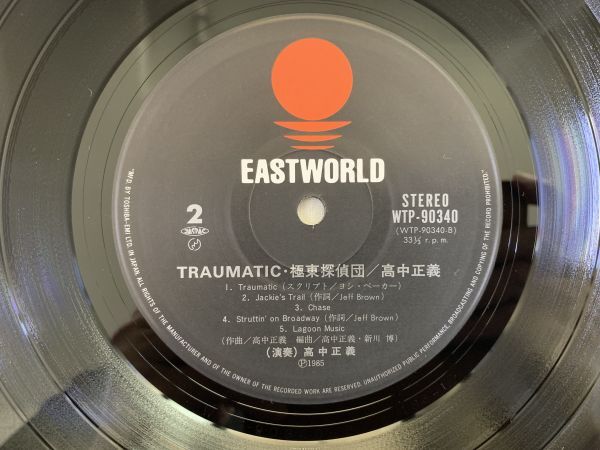 EASTWORLD
2
STEREO
WTP-90340
(WTP-90340-B)
33⅓ r.p.m.
TRAUMATIC・極東探偵団／高中正義
1. Traumatic (スクリプト／ヨシ・ベーカー)
2. Jackie's Trail (作詞／Jeff Brown)
3. Chase
4. Struttin' on Broadway (作詞／Jeff Brown)
5. Lagoon Music
(作曲／高中正義 編曲／高中正義・新川 博)
(演奏) 高中正義
Ⓟ1985
MF'D BY TOSHIBA-EMI LTD. IN JAPAN ALL RIGHTS OF THE MANUFACTURER AND OF THE OWNER OF THE RECORDED WORK ARE RESERVED. UNAUTHORIZED PUBLIC PERFORMANCE, BROADCASTING AND COPYING OF THE RECORD PROHIBITED.